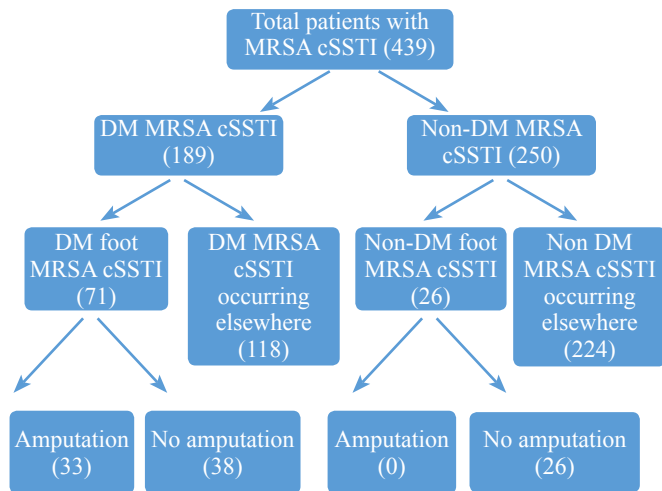 Total patients with
MRSA cSSTI (439)
DM MRSA cSSTI
(189)
Non-DM MRSA
cSSTI (250)
DM foot
MRSA cSSTI
(71)
DM MRSA
cSSTI
occurring
elsewhere
(118)
Non-DM foot
MRSA cSSTI
(26)
Non DM
MRSA cSSTI
occurring
elsewhere
(224)
Amputation
(33)
No amputation
(38)
Amputation
(0)
No amputation
(26)